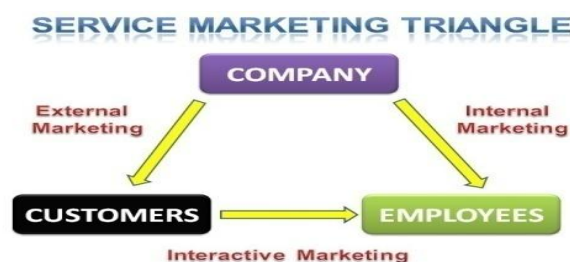 SERVICE MARKETING TRIANGLE
COMPANY
External
Marketing
Internal
Marketing
CUSTOMERS
EMPLOYEES
Interactive Marketing